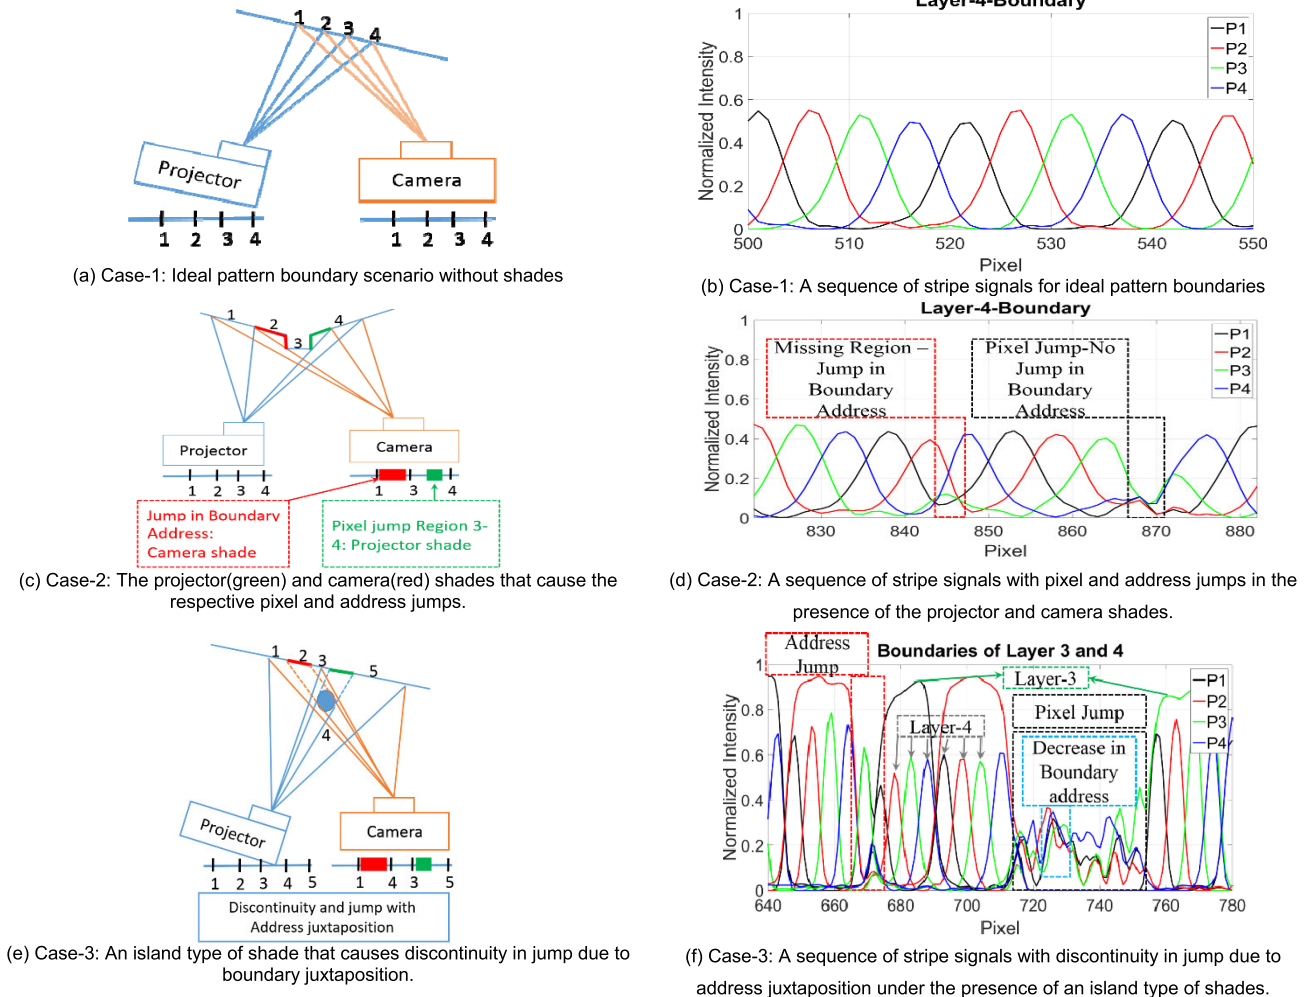 1 2 3 4
Projector
Camera
1 2 3 4
1 2 3 4
(a) Case-1: Ideal pattern boundary scenario without shades
Layer-4-Boundary
Normalized Intensity
1
0.8
0.6
0.4
0.2
0
500 510 520 530 540 550
Pixel
P1
P2
P3
P4
(b) Case-1: A sequence of stripe signals for ideal pattern boundaries
1 2 3 4
Projector
Camera
1 2 3 4
1 3 4
Jump in Boundary
Address:
Camera shade
Pixel jump Region 3-
4: Projector shade
(c) Case-2: The projector(green) and camera(red) shades that cause the
respective pixel and address jumps.
Layer-4-Boundary
Normalized Intensity
1
0.8
0.6
0.4
0.2
0
830 840 850 860 870 880
Pixel
Missing Region –
Jump in
Boundary
Address
Pixel Jump-No
Jump in
Boundary
Address
P1
P2
P3
P4
(d) Case-2: A sequence of stripe signals with pixel and address jumps in the
presence of the projector and camera shades.
1 2 3 5
4
Projector
Camera
1 2 3 4 5
1 4 3 5
Discontinuity and jump with
Address juxtaposition
(e) Case-3: An island type of shade that causes discontinuity in jump due to
boundary juxtaposition.
Boundaries of Layer 3 and 4
Normalized Intensity
1
0.8
0.6
0.4
0.2
0
640 660 680 700 720 740 760 780
Pixel
Address
Jump
Layer-3
Layer-4
Pixel Jump
Decrease in
Boundary
address
P1
P2
P3
P4
(f) Case-3: A sequence of stripe signals with discontinuity in jump due to
address juxtaposition under the presence of an island type of shades.